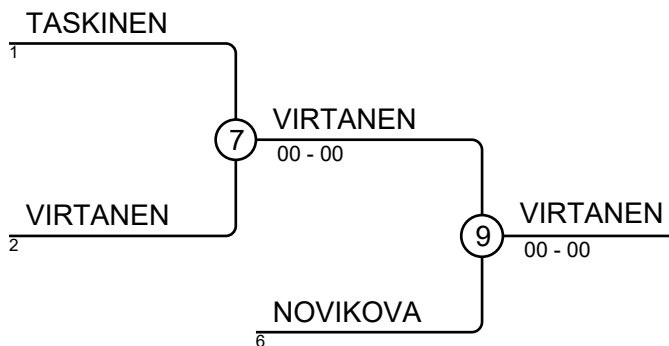 TASKINEN
1
7
VIRTANEN
00 - 00
VIRTANEN
2
9
VIRTANEN
00 - 00
NOVIKOVA
6